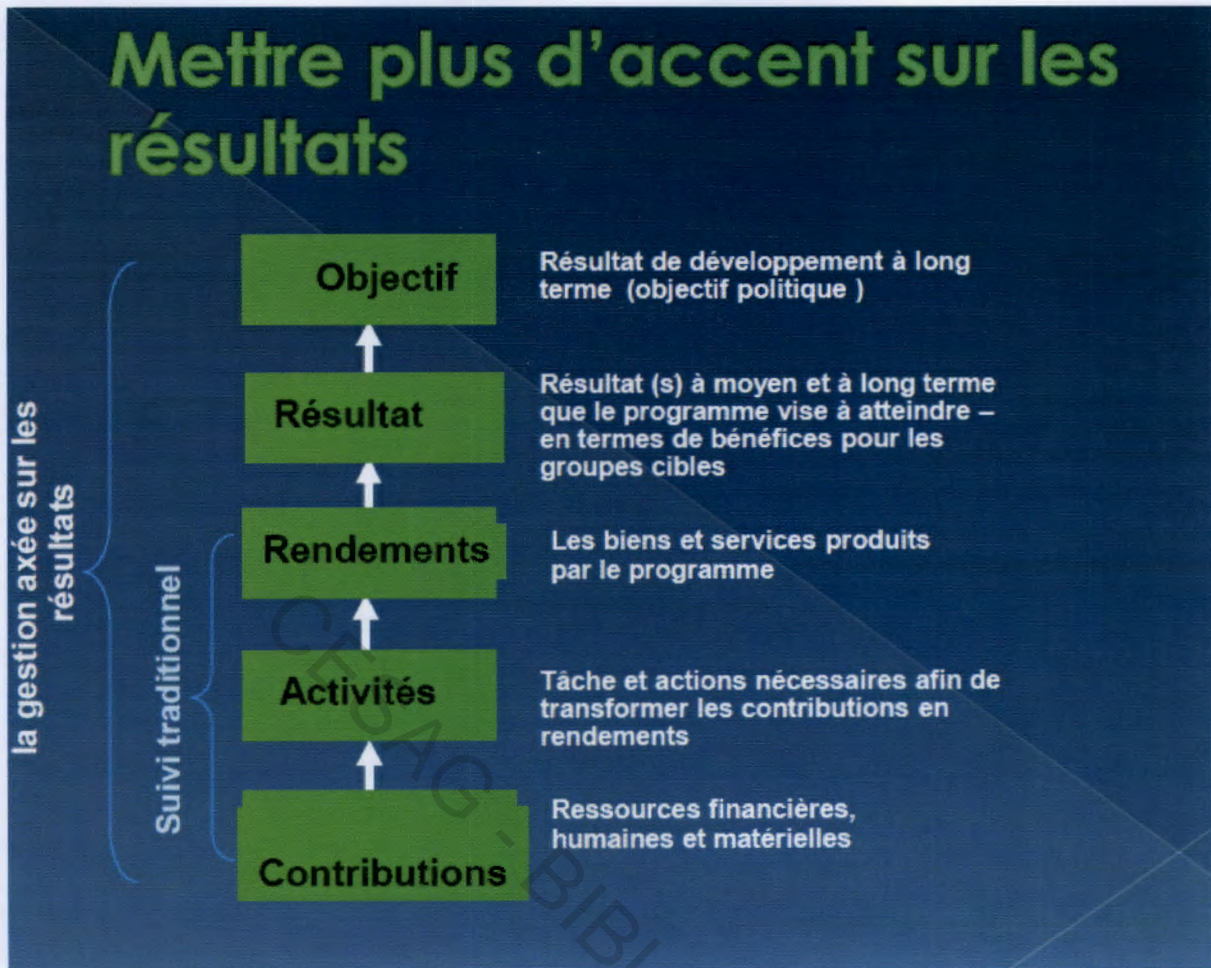 Mettre plus d'accent sur les
résultats
Objectif
Résultat de développement à long
terme (objectif politique )
Résultat
Résultat (s) à moyen et à long terme
que le programme vise à atteindre –
en termes de bénéfices pour les
groupes cibles
Rendements
Les biens et services produits
par le programme
Activités
Tâche et actions nécessaires afin de
transformer les contributions en
rendements
Contributions
Ressources financières,
humaines et matérielles
la gestion axée sur les
résultats
Suivi traditionnel
CESAG - BIBL